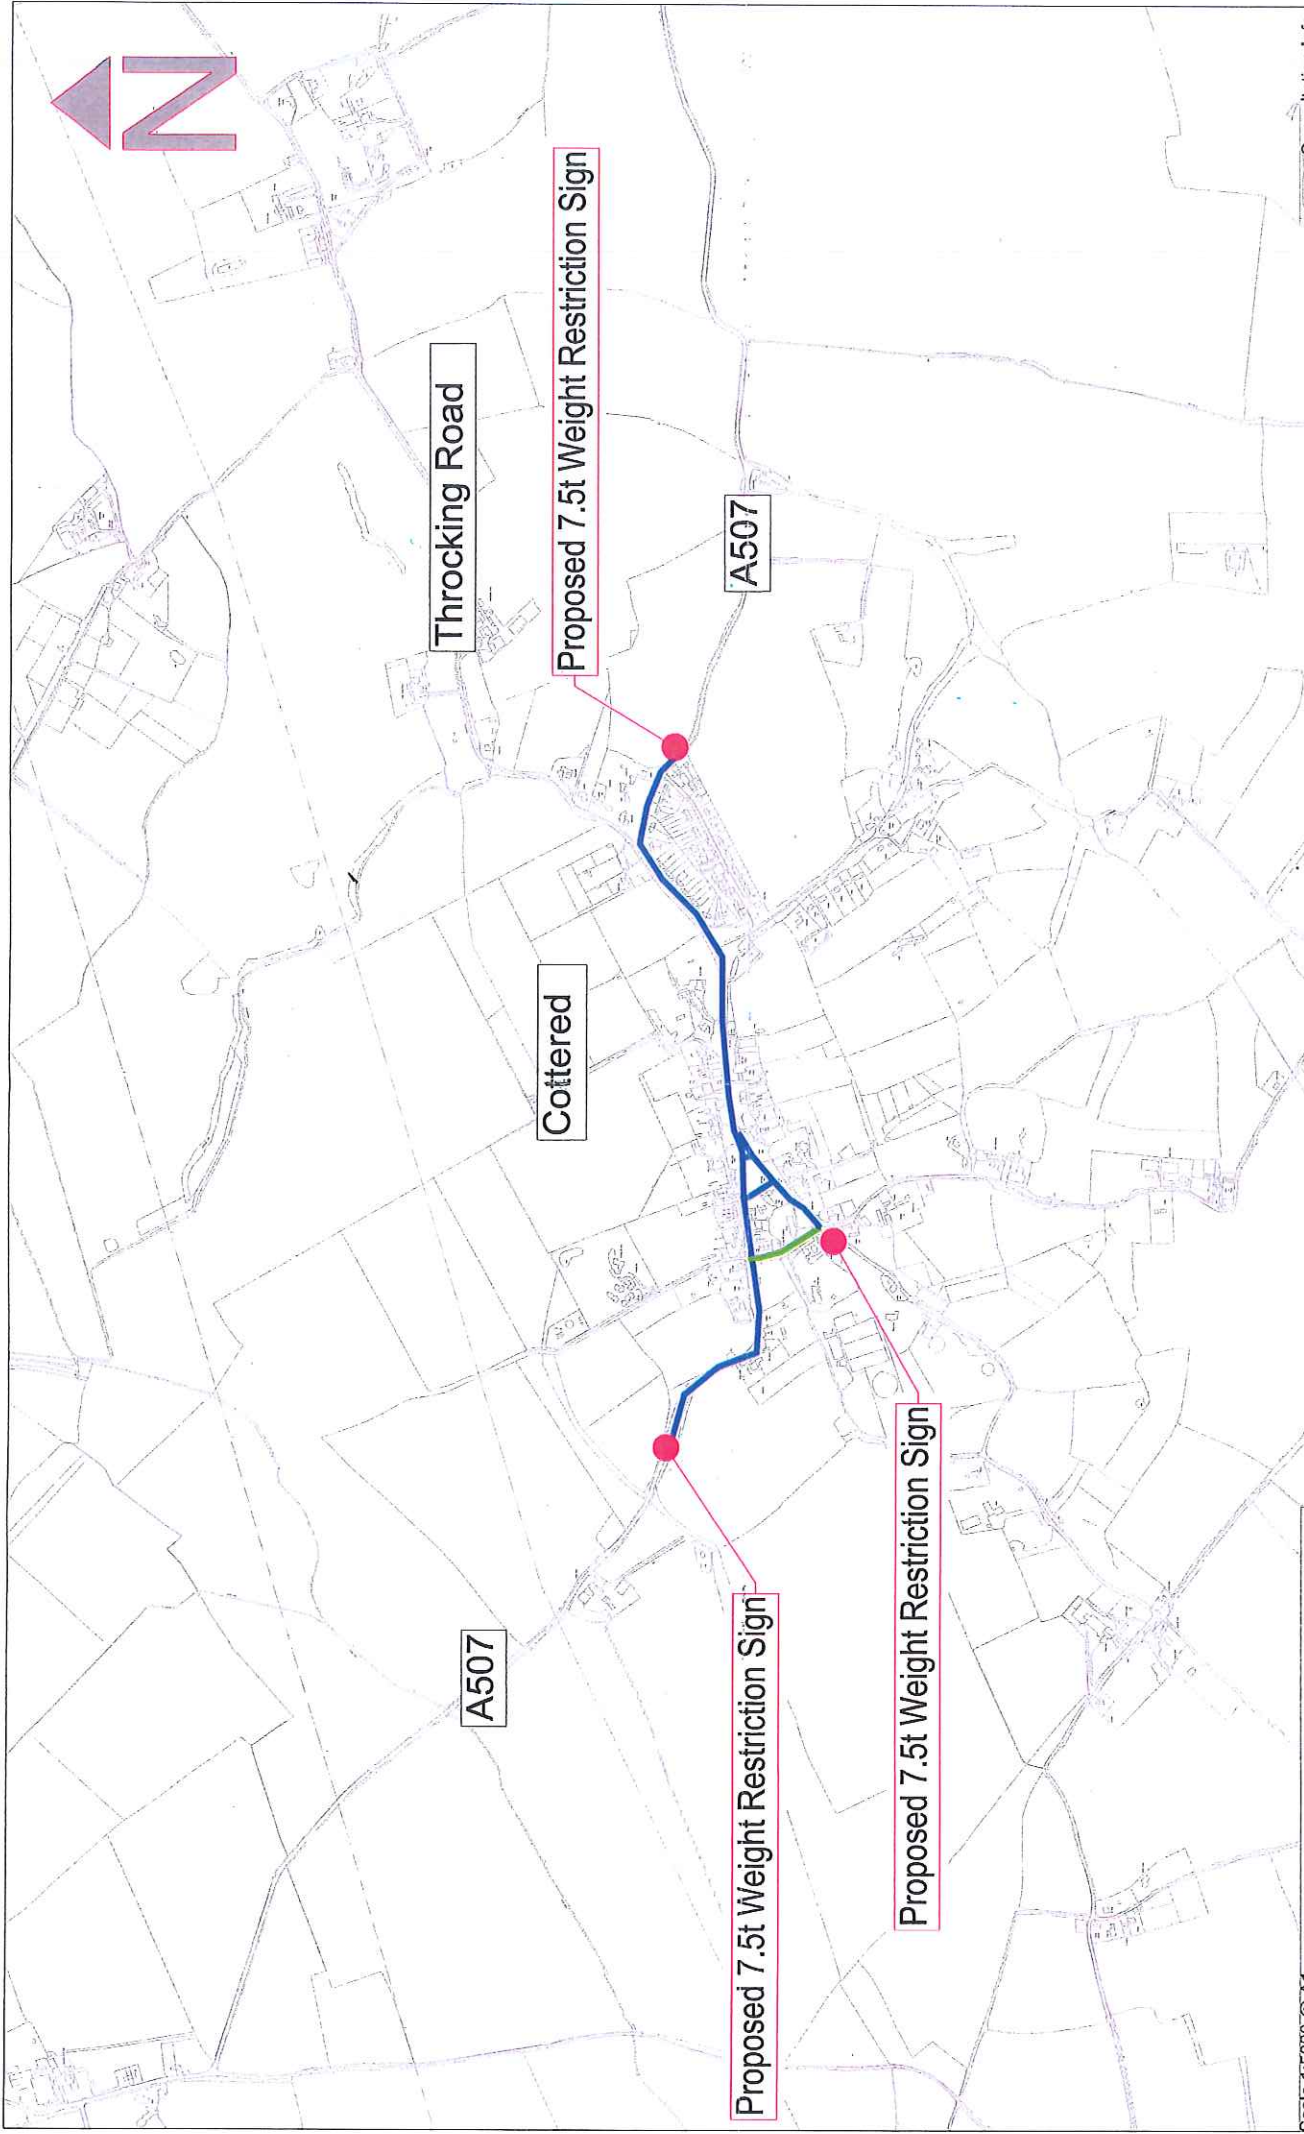 N
Throcking Road
Proposed 7.5t Weight Restriction Sign
A507
Cottered
A507
Proposed 7.5t Weight Restriction Sign
Proposed 7.5t Weight Restriction Sign